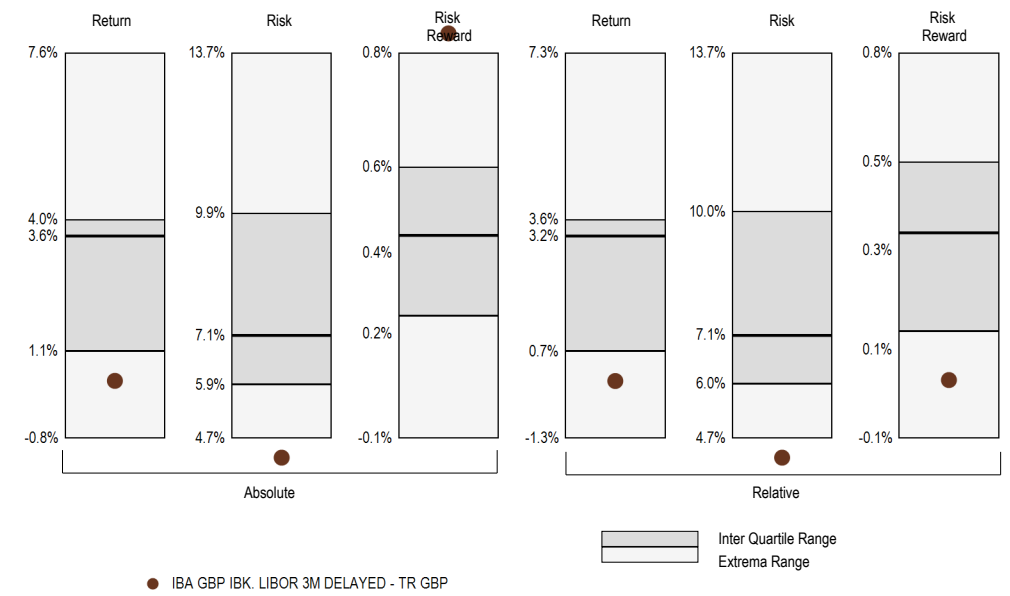 Return
Risk
Risk
Reward
Return
Risk
Risk
Reward
7.6%
13.7%
0.8%
7.3%
13.7%
0.8%
0.6%
0.5%
4.0%
9.9%
3.6%
10.0%
3.6%
0.4%
3.2%
0.3%
7.1%
0.2%
7.1%
1.1%
0.7%
0.1%
5.9%
6.0%
-0.8%
4.7%
-0.1%
-1.3%
4.7%
-0.1%
Absolute
Relative
Inter Quartile Range
Extrema Range
IBA GBP IBK. LIBOR 3M DELAYED - TR GBP